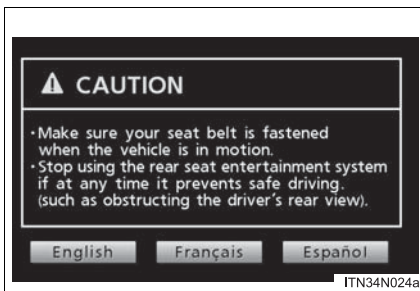 CAUTION
·Make sure your seat belt is fastened
when the vehicle is in motion.
·Stop using the rear seat entertainment system
if at any time it prevents safe driving.
(such as obstructing the driver's rear view).
English Français Español
ITN34N024a